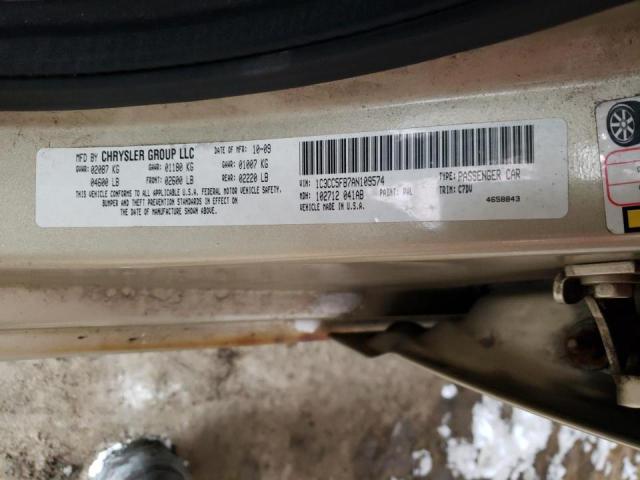 MFD BY CHRYSLER GROUP LLC DATE OF MFR: 10-09
GVWR: 02087 KG GAWR: 01180 KG GAWR: 01007 KG
04600 LB FRONT: 02600 LB REAR: 02220 LB
THIS VEHICLE CONFORMS TO ALL APPLICABLE U.S.A. FEDERAL MOTOR VEHICLE SAFETY,
BUMPER AND THEFT PREVENTION STANDARDS IN EFFECT ON
THE DATE OF MANUFACTURE SHOWN ABOVE.
VIN: 1C3CC5FB7AN109574 TYPE: PASSENGER CAR
MDH: 102712 041AB PAINT: TRIM: C7DV
VEHICLE MADE IN U.S.A. 4658843